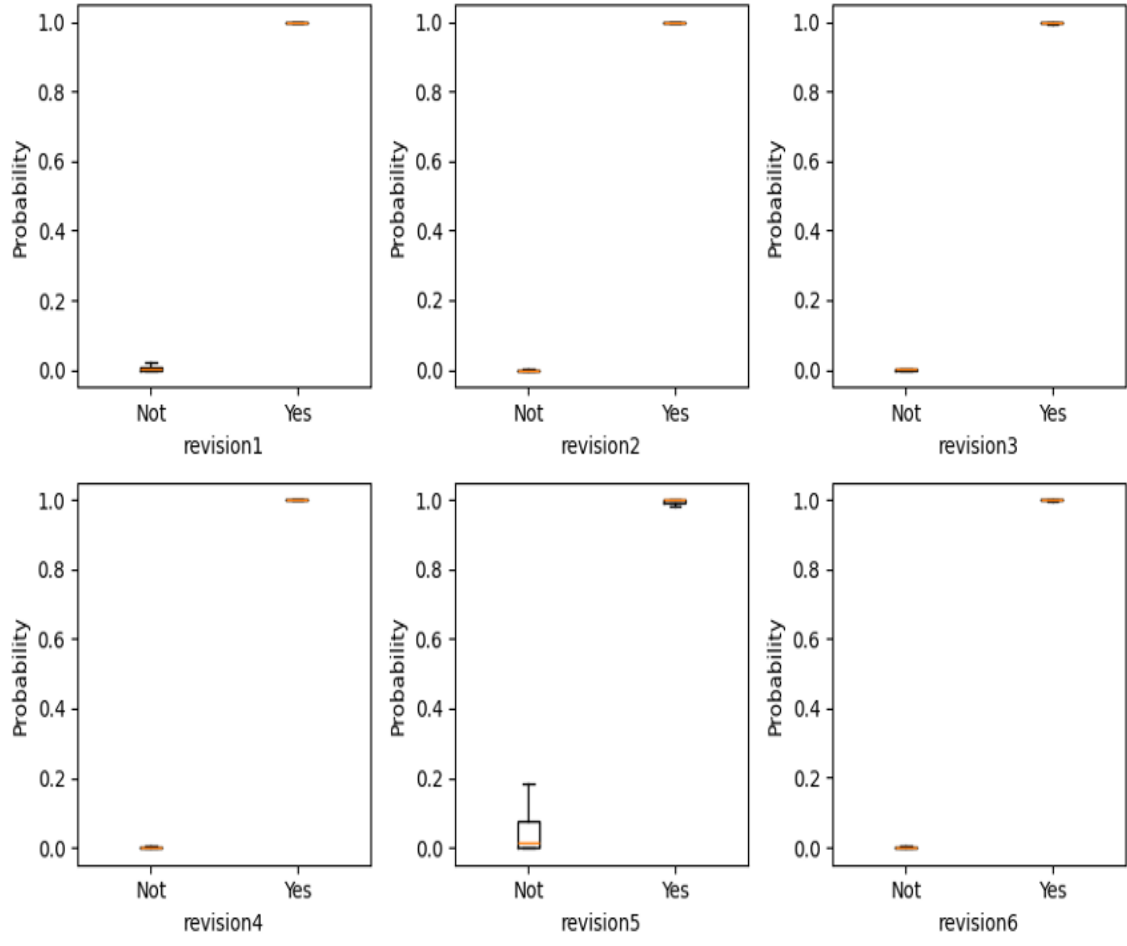 Probability
1.0
0.8
0.6
0.4
0.2
0.0
Not Yes
revision1
Probability
1.0
0.8
0.6
0.4
0.2
0.0
Not Yes
revision2
Probability
1.0
0.8
0.6
0.4
0.2
0.0
Not Yes
revision3
Probability
1.0
0.8
0.6
0.4
0.2
0.0
Not Yes
revision4
Probability
1.0
0.8
0.6
0.4
0.2
0.0
Not Yes
revision5
Probability
1.0
0.8
0.6
0.4
0.2
0.0
Not Yes
revision6